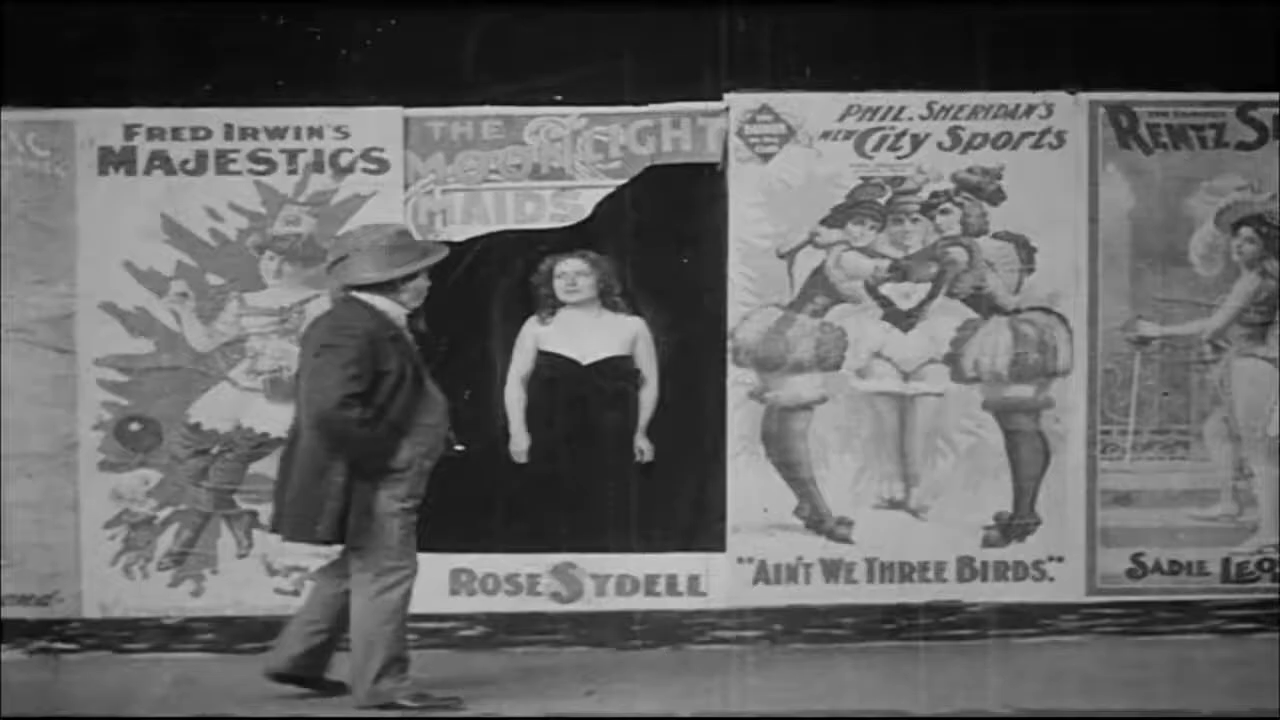 FRED IRWIN'S
MAJESTICS
THE
MOONLIGHT
MAIDS
ROSE SYDELL
PHIL. SHERIDAN'S
NEW City Sports
"AIN'T WE THREE BIRDS."
RENTZ S
SADIE LEO